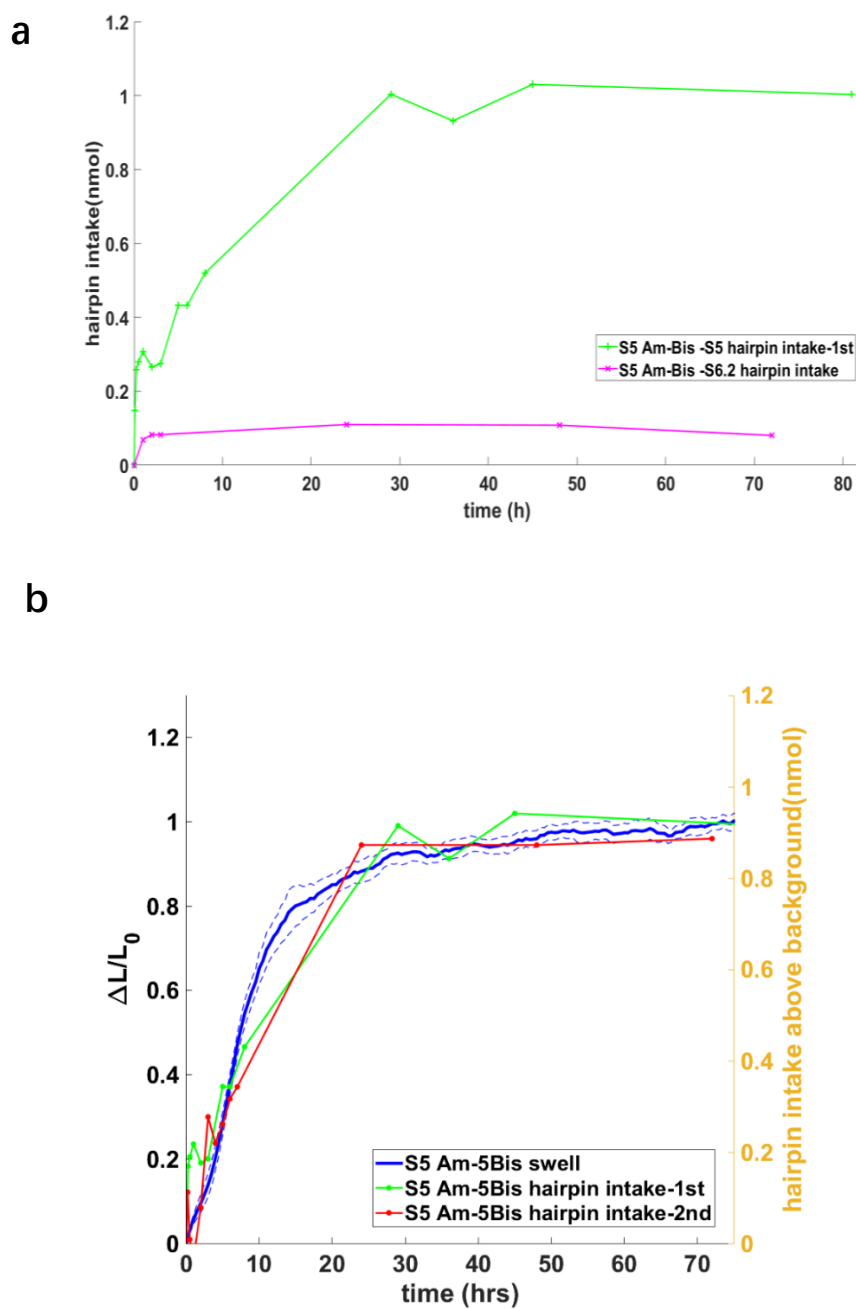 a
1.2
1
0.8
0.6
0.4
0.2
0
hairpin intake(nmol)
S5 Am-Bis -S5 hairpin intake-1st
S5 Am-Bis -S6.2 hairpin intake
0 10 20 30 40 50 60 70 80
time (h)
b
1.2
1
0.8
0.6
0.4
0.2
0
ΔL/L0
1.2
1
0.8
0.6
0.4
0.2
0
hairpin intake above background(nmol)
S5 Am-5Bis swell
S5 Am-5Bis hairpin intake-1st
S5 Am-5Bis hairpin intake-2nd
0 10 20 30 40 50 60 70
time (hrs)